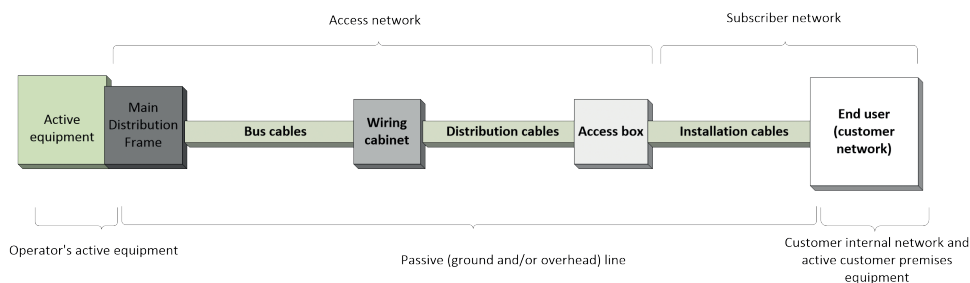 Access network
Subscriber network
Active
equipment
Main
Distribution
Frame
Bus cables
Wiring
cabinet
Distribution cables
Access box
Installation cables
End user
(customer
network)
Operator's active equipment
Passive (ground and/or overhead) line
Customer internal network and
active customer premises
equipment